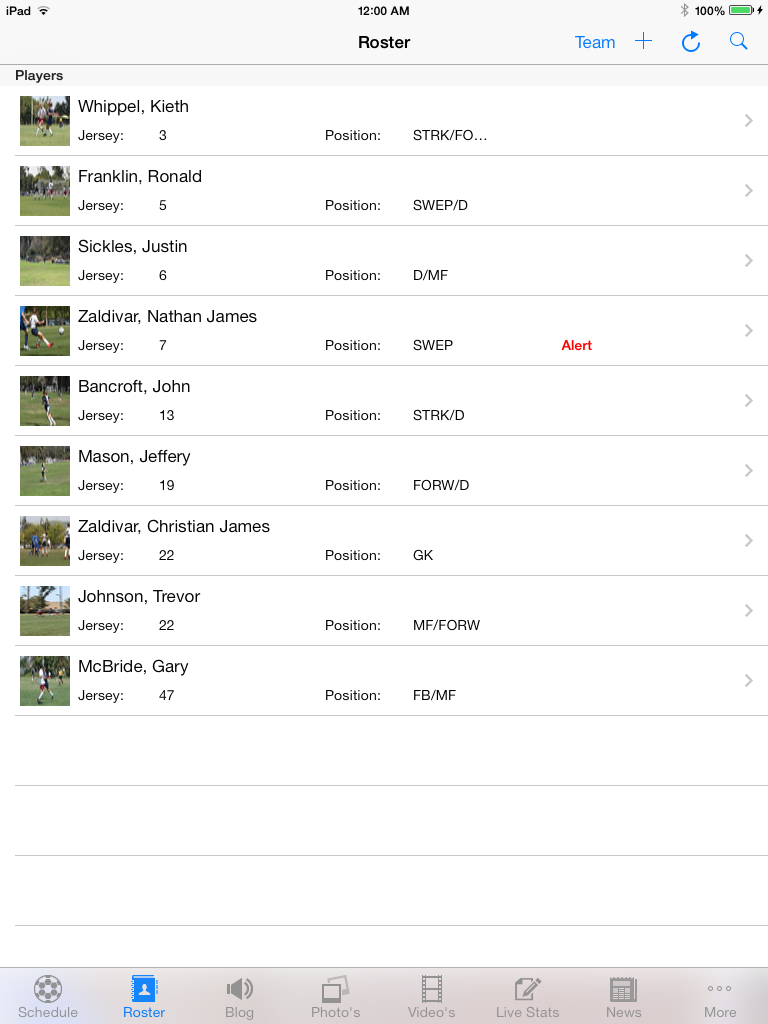 iPad 12:00 AM 100%
Roster Team
Players
Whippel, Kieth
Jersey: 3 Position: STRK/FO...
Franklin, Ronald
Jersey: 5 Position: SWEP/D
Sickles, Justin
Jersey: 6 Position: D/MF
Zaldivar, Nathan James
Jersey: 7 Position: SWEP Alert
Bancroft, John
Jersey: 13 Position: STRK/D
Mason, Jeffery
Jersey: 19 Position: FORW/D
Zaldivar, Christian James
Jersey: 22 Position: GK
Johnson, Trevor
Jersey: 22 Position: MF/FORW
McBride, Gary
Jersey: 47 Position: FB/MF
Schedule Roster Blog Photo's Video's Live Stats News More